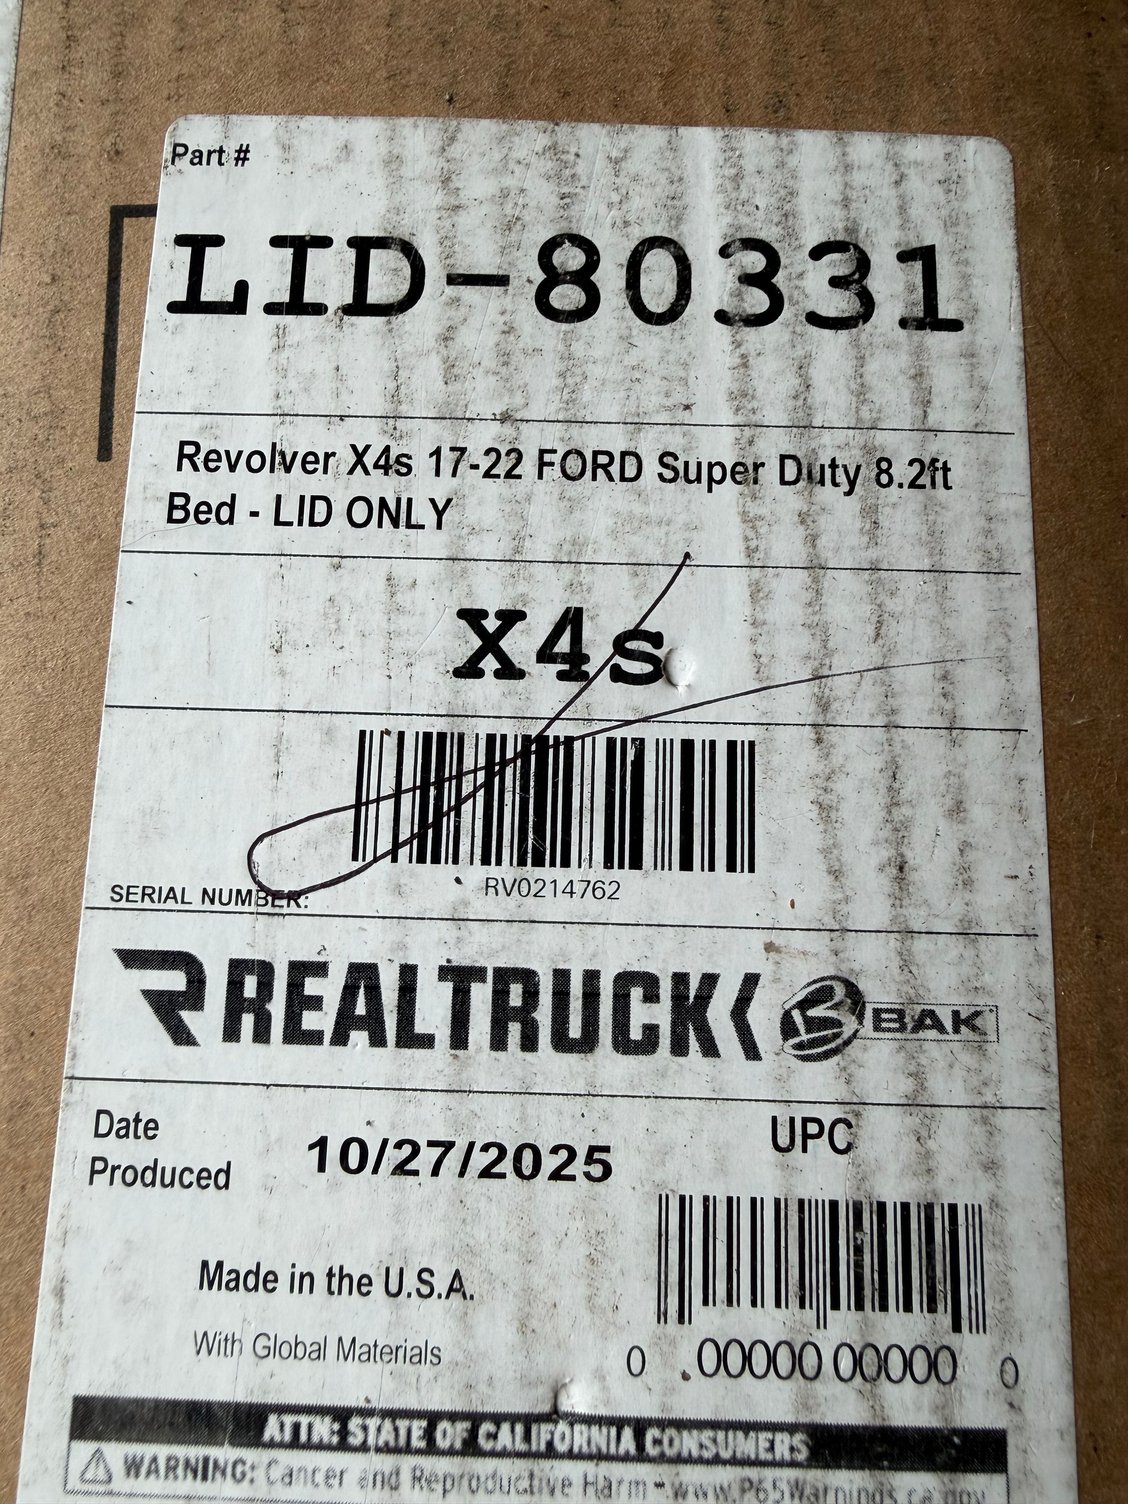 Part #
LID-80331
Revolver X4s 17-22 FORD Super Duty 8.2ft
Bed - LID ONLY
X4s
RV0214762
SERIAL NUMBER:
REALTRUCK BAK
Date
Produced
10/27/2025
UPC
Made in the U.S.A.
With Global Materials
0 00000 00000 0
ATTN: STATE OF CALIFORNIA CONSUMERS
WARNING: Cancer and Reproductive Harm - www.P65Warnings.ca.gov